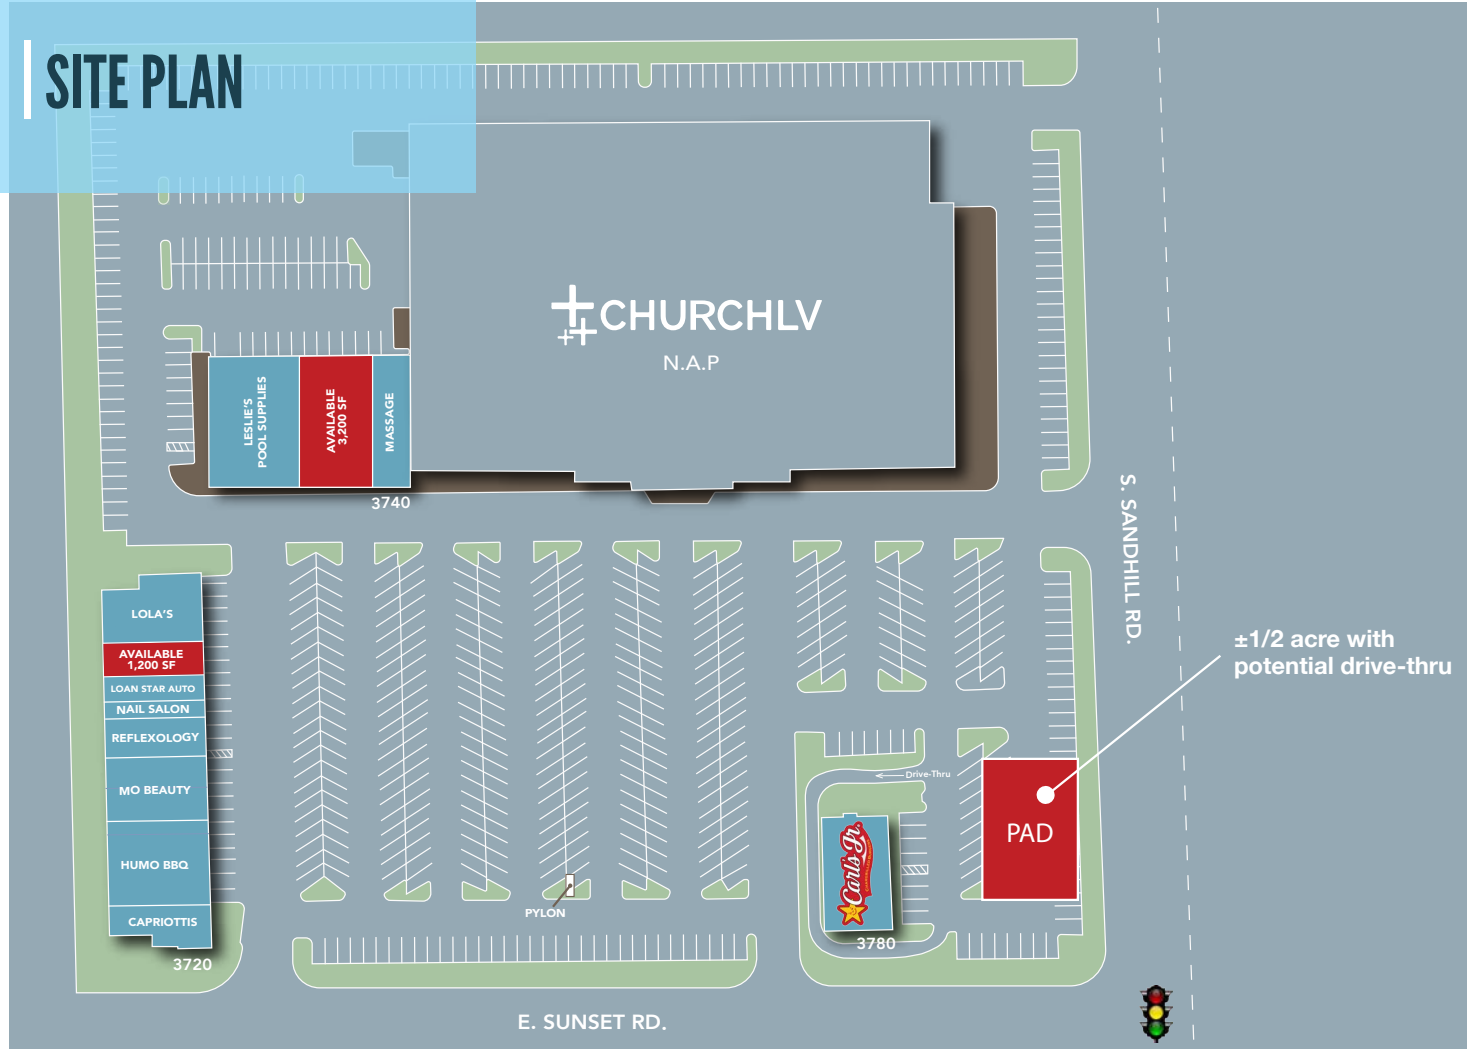 SITE PLAN
CHURCHLV
N.A.P
LESLIE'S
POOL SUPPLIES
AVAILABLE
3,200 SF
MASSAGE
3740
S. SANDHILL RD.
LOLA'S
AVAILABLE
1,200 SF
LOAN STAR AUTO
NAIL SALON
REFLEXOLOGY
MO BEAUTY
HUMO BBQ
CAPRIOTTIS
3720
±1/2 acre with
potential drive-thru
Drive-Thru
PAD
Carl's Jr.
3780
PYLON
E. SUNSET RD.